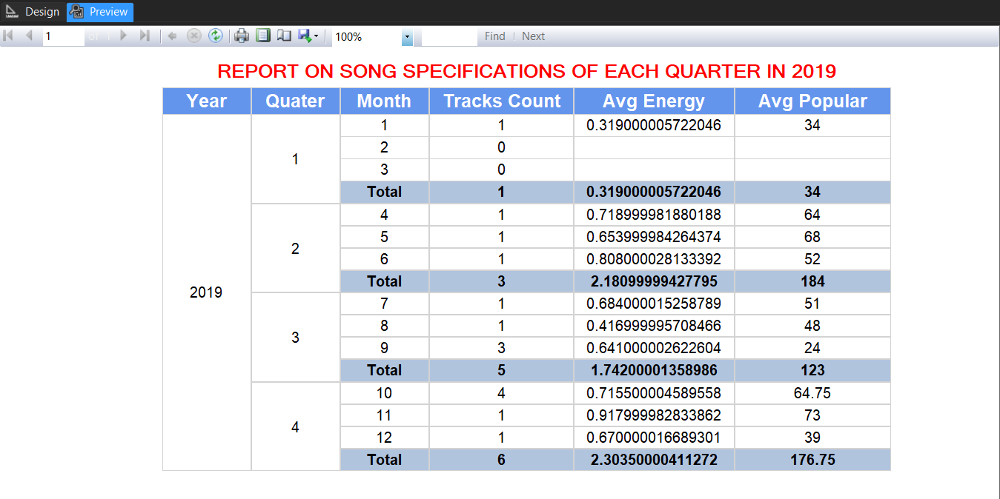 Design Preview
1 of 1 100% Find Next
REPORT ON SONG SPECIFICATIONS OF EACH QUARTER IN 2019
Year Quater Month Tracks Count Avg Energy Avg Popular
2019
1
1 1 0.319000005722046 34
2 0
3 0
Total 1 0.319000005722046 34
2
4 1 0.718999981880188 64
5 1 0.653999984264374 68
6 1 0.808000028133392 52
Total 3 2.18099999427795 184
3
7 1 0.684000015258789 51
8 1 0.416999995708466 48
9 3 0.641000002622604 24
Total 5 1.74200001358986 123
4
10 4 0.715500004589558 64.75
11 1 0.917999982833862 73
12 1 0.670000016689301 39
Total 6 2.30350000411272 176.75